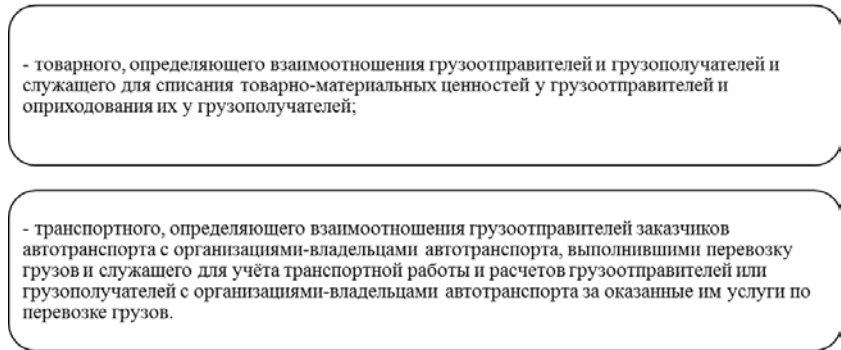 - товарного, определяющего взаимоотношения грузоотправителей и грузополучателей и
служащего для списания товарно-материальных ценностей у грузоотправителей и
оприходования их у грузополучателей;
- транспортного, определяющего взаимоотношения грузоотправителей заказчиков
автотранспорта с организациями-владельцами автотранспорта, выполнившими перевозку
грузов и служащего для учёта транспортной работы и расчетов грузоотправителей или
грузополучателей с организациями-владельцами автотранспорта за оказанные им услуги по
перевозке грузов.